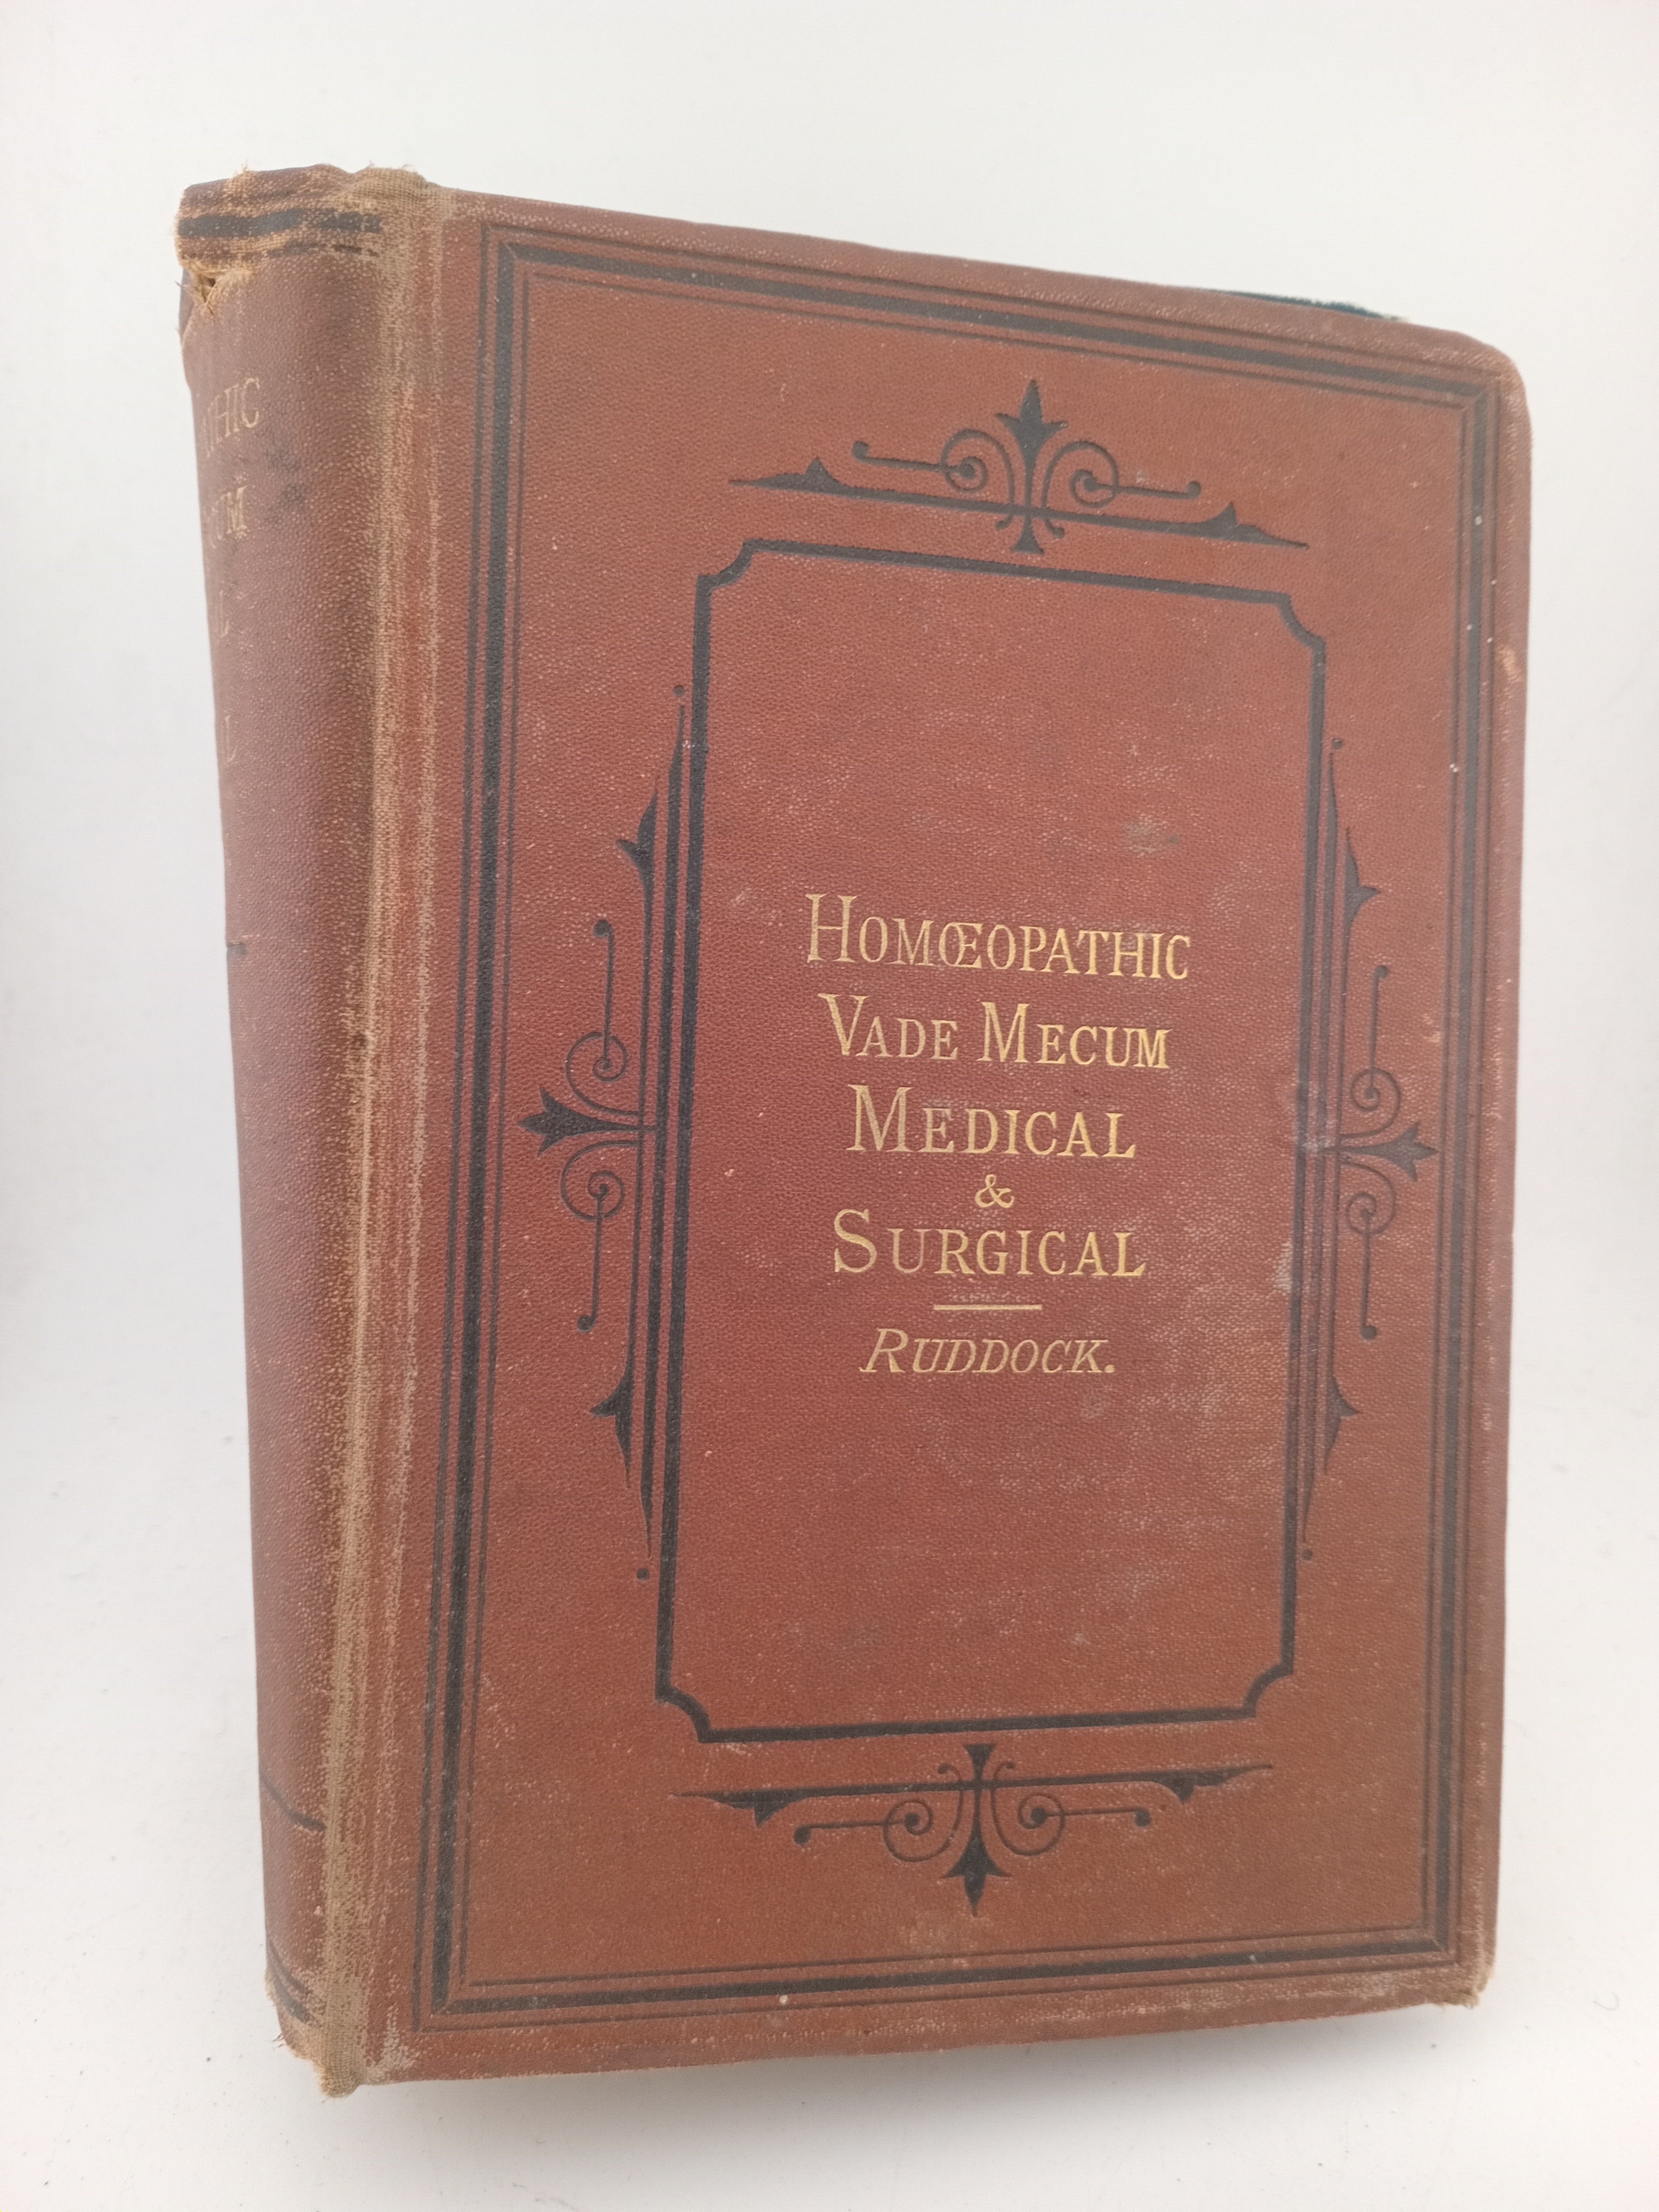 HOMŒOPATHIC
VADE MECUM
MEDICAL
&
SURGICAL
RUDDOCK.